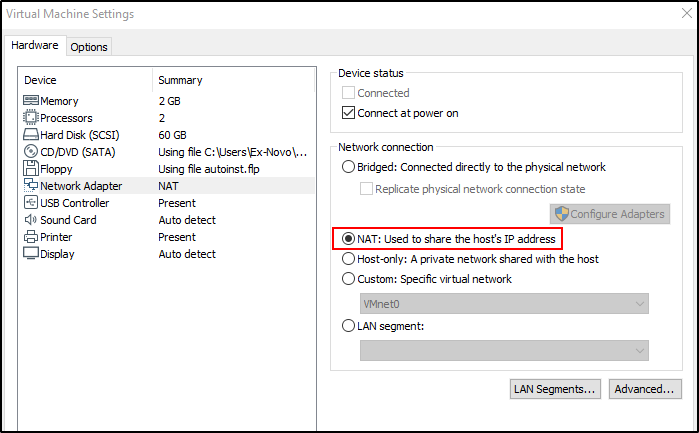 Virtual Machine Settings
Hardware
Options
Device Summary
Memory 2 GB
Processors 2
Hard Disk (SCSI) 60 GB
CD/DVD (SATA) Using file C:\Users\Ex-Novo\...
Floppy Using file autoinst.flp
Network Adapter NAT
USB Controller Present
Sound Card Auto detect
Printer Present
Display Auto detect
Device status
Connected
Connect at power on
Network connection
Bridged: Connected directly to the physical network
Replicate physical network connection state
Configure Adapters
NAT: Used to share the host's IP address
Host-only: A private network shared with the host
Custom: Specific virtual network
VMnet0
LAN segment:
LAN Segments... Advanced...